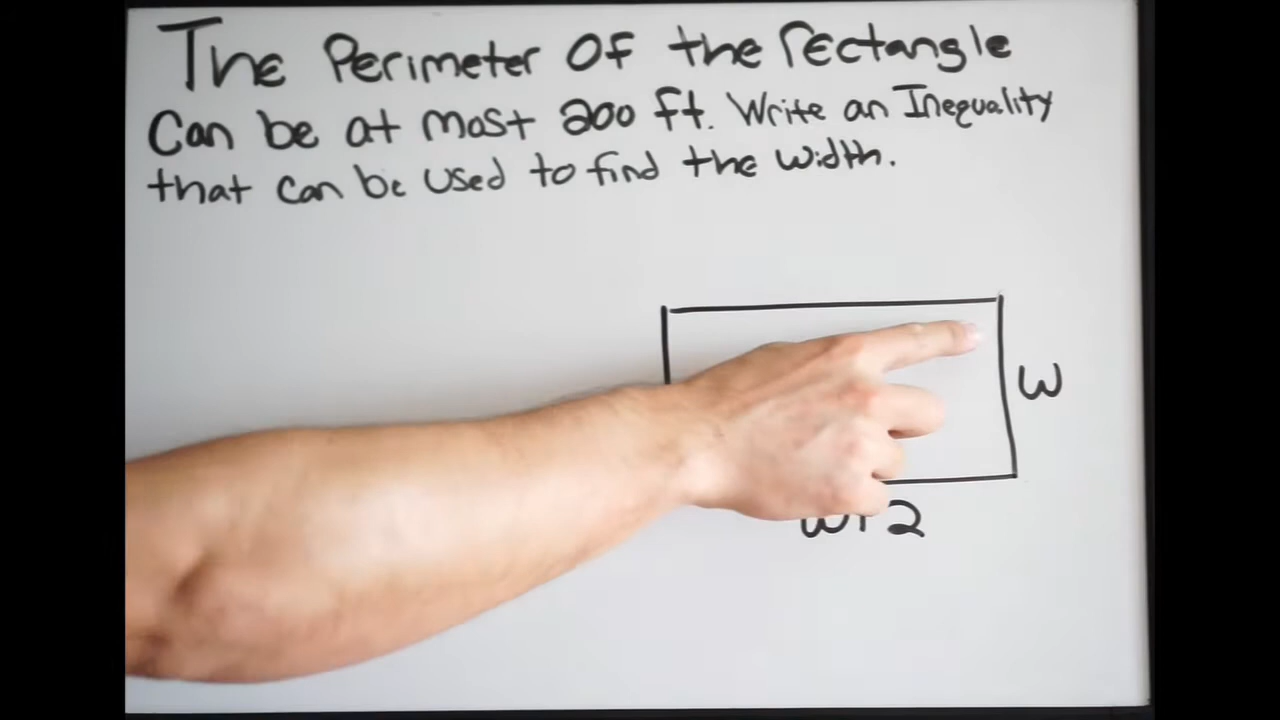 The Perimeter Of the rectangle
Can be at most 200 ft. Write an Inequality
that can be used to find the width.
w
w+2